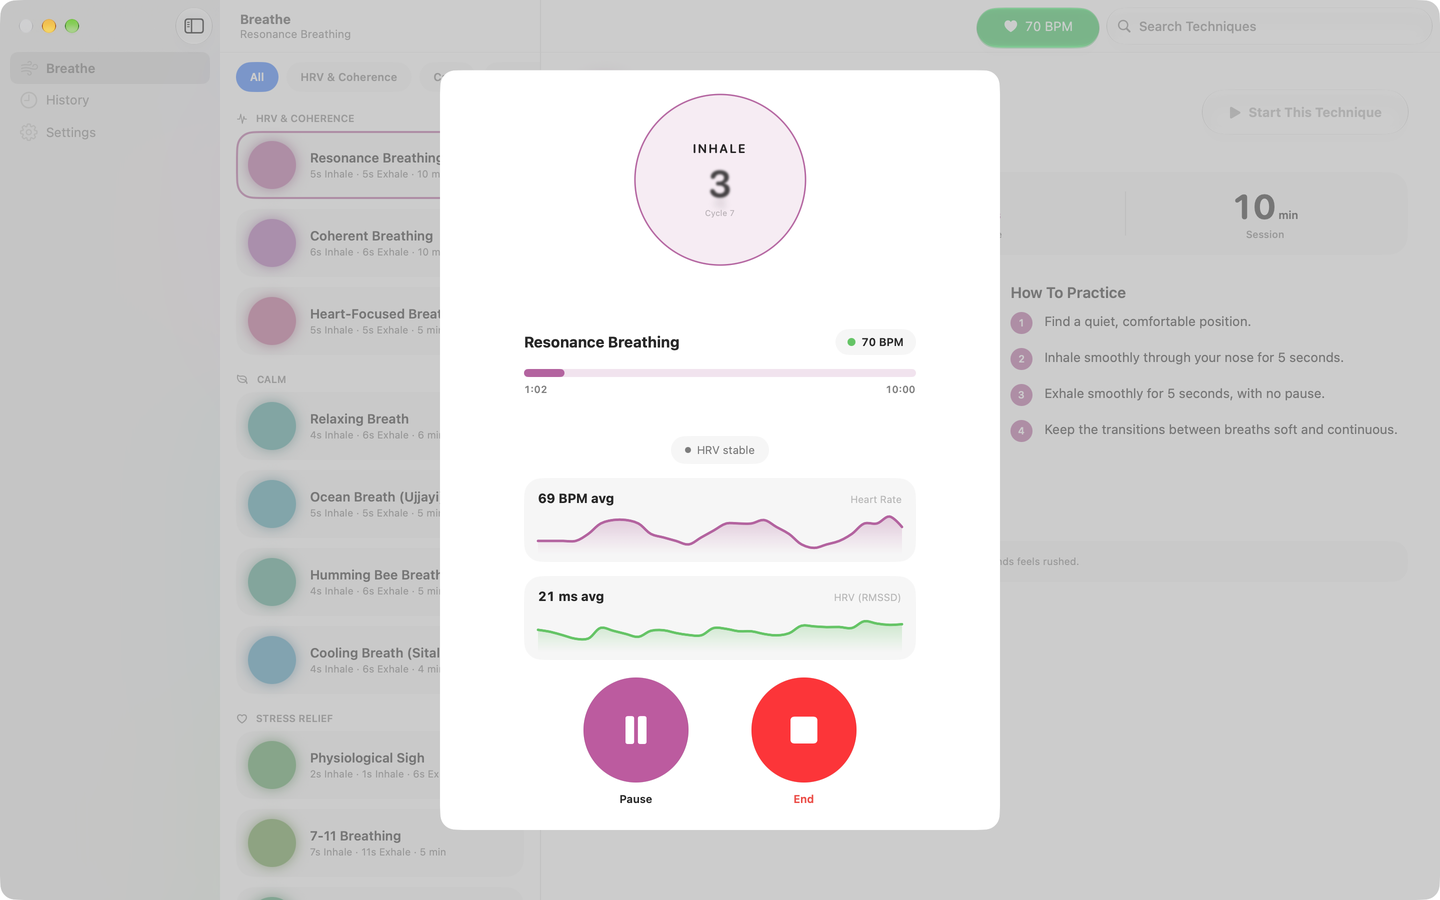 Breathe
History
Settings
Breathe
Resonance Breathing
All
HRV & Coherence
HRV & COHERENCE
Resonance Breathing
5s Inhale · 5s Exhale · 10 m
Coherent Breathing
6s Inhale · 6s Exhale · 10 m
Heart-Focused Breat
5s Inhale · 5s Exhale · 5 min
CALM
Relaxing Breath
4s Inhale · 6s Exhale · 6 min
Ocean Breath (Ujjayi
5s Inhale · 5s Exhale · 5 min
Humming Bee Breath
4s Inhale · 6s Exhale · 5 min
Cooling Breath (Sital
4s Inhale · 6s Exhale · 4 min
STRESS RELIEF
Physiological Sigh
2s Inhale · 1s Inhale · 6s Ex
7-11 Breathing
7s Inhale · 11s Exhale · 5 min
INHALE
3
Cycle 7
Resonance Breathing
70 BPM
1:02
10:00
HRV stable
69 BPM avg
Heart Rate
21 ms avg
HRV (RMSSD)
Pause
End
70 BPM
Search Techniques
Start This Technique
10 min
Session
How To Practice
1 Find a quiet, comfortable position.
2 Inhale smoothly through your nose for 5 seconds.
3 Exhale smoothly for 5 seconds, with no pause.
4 Keep the transitions between breaths soft and continuous.
feels rushed.